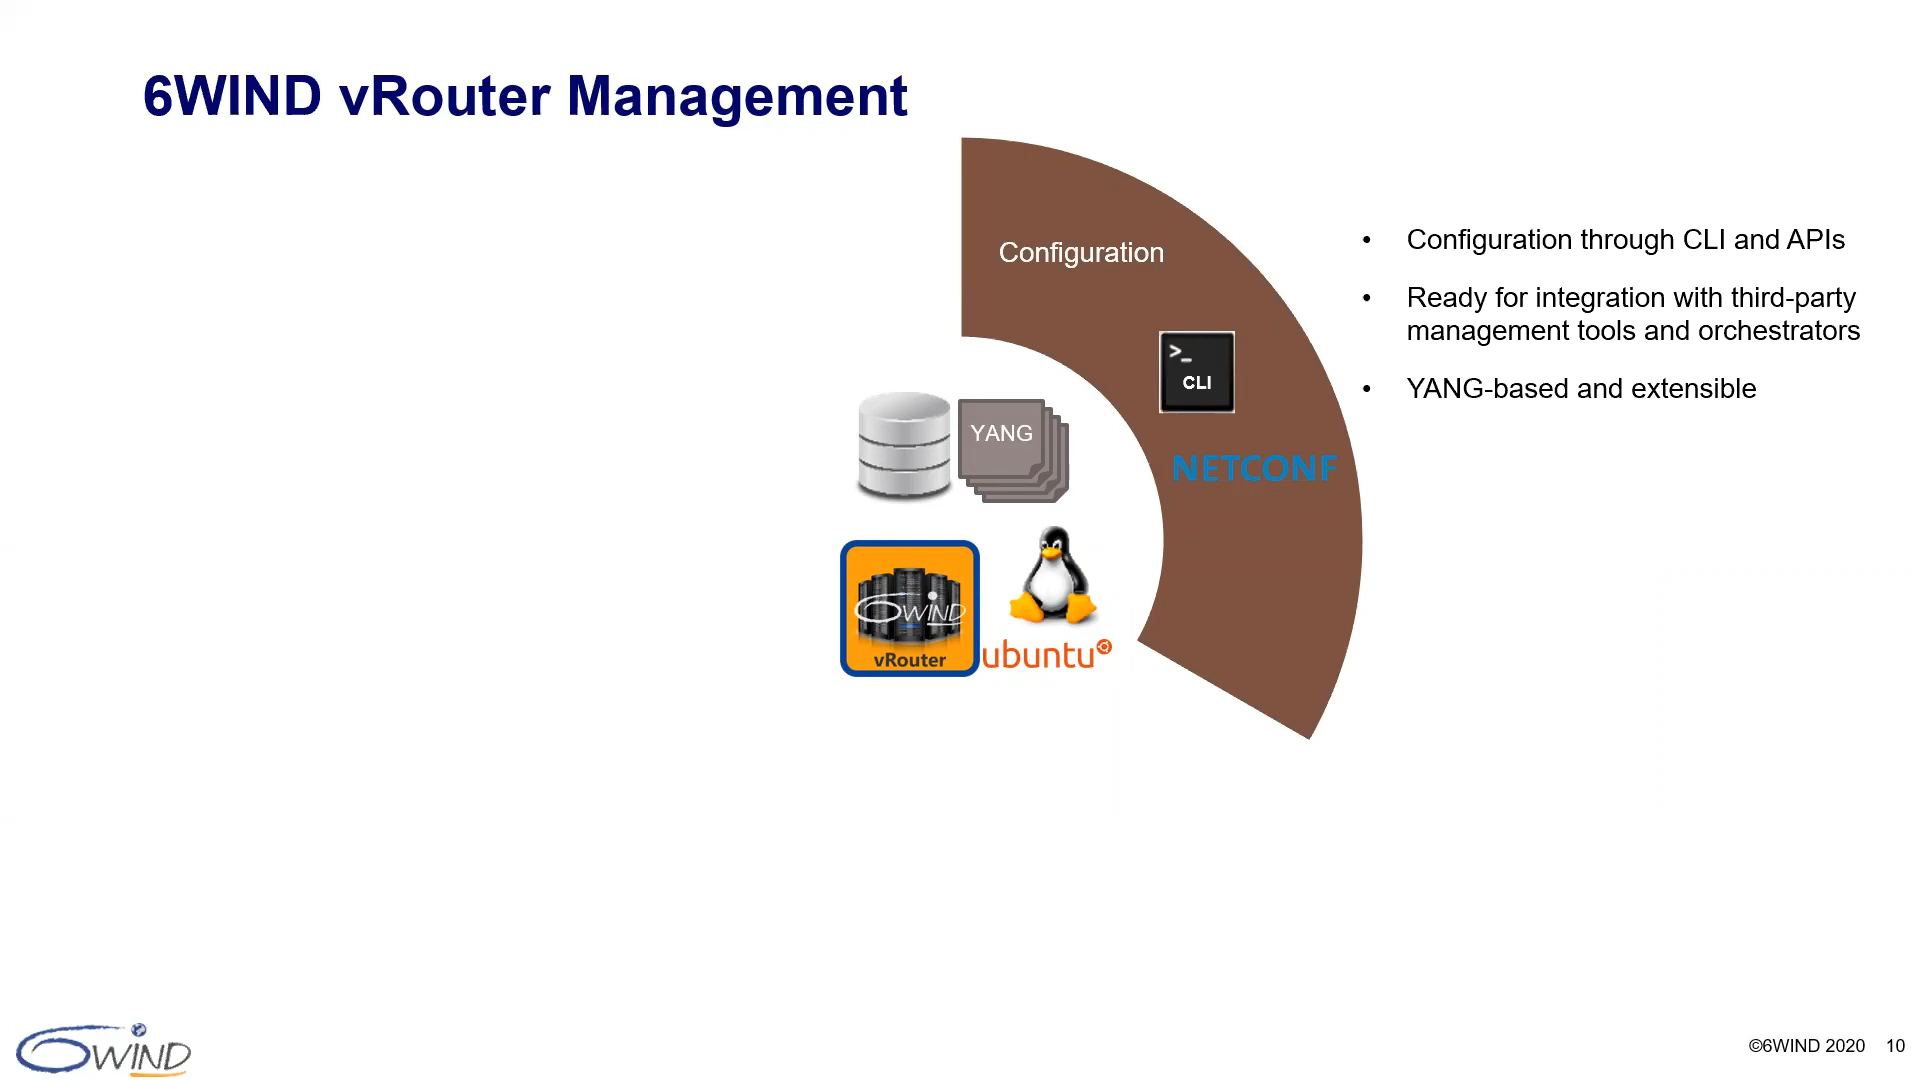 6WIND vRouter Management
Configuration
>_
CLI
NETCONF
YANG
6WIND
vRouter
ubuntu
• Configuration through CLI and APIs
• Ready for integration with third-party
management tools and orchestrators
• YANG-based and extensible
6WIND
©6WIND 2020 10